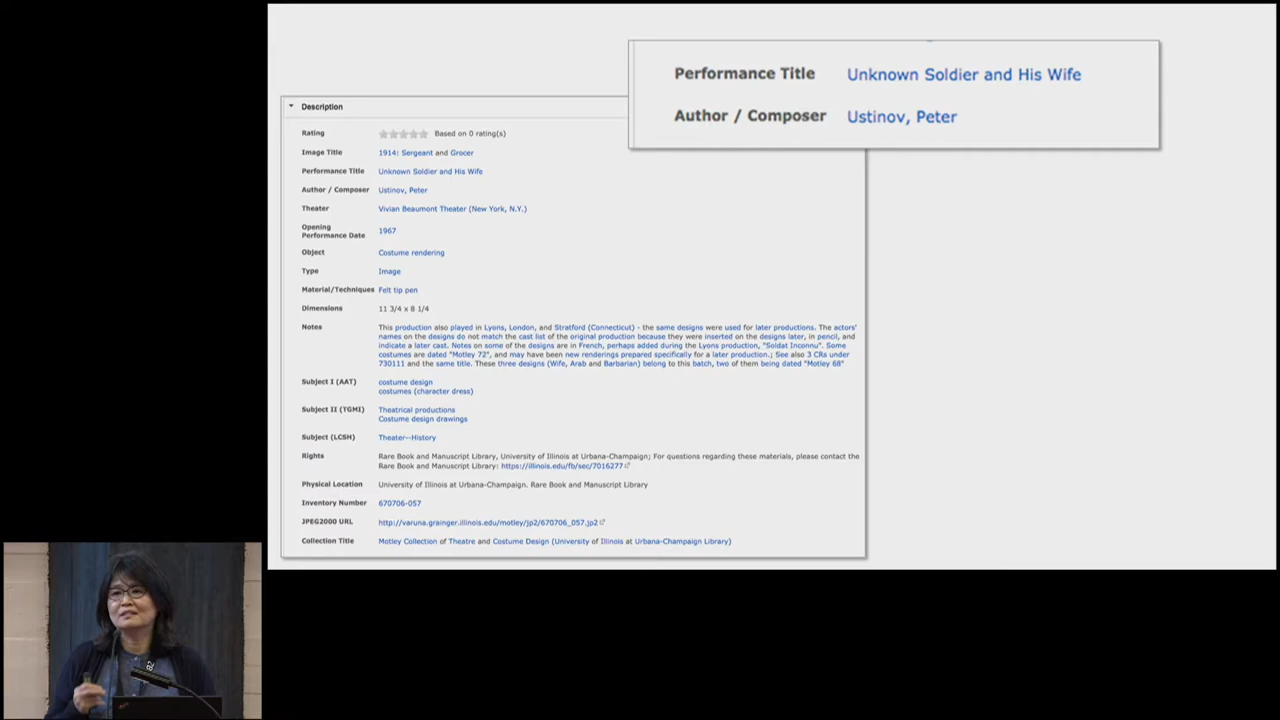 Performance Title Unknown Soldier and His Wife
Author / Composer Ustinov, Peter
Description
Rating Based on 0 rating(s)
Image Title 1914: Sergeant and Grocer
Performance Title Unknown Soldier and His Wife
Author / Composer Ustinov, Peter
Theater Vivian Beaumont Theater (New York, N.Y.)
Opening
Performance Date 1967
Object Costume rendering
Type Image
Material/Techniques Felt tip pen
Dimensions 11 3/4 x 8 1/4
Notes This production also played in Lyons, London, and Stratford (Connecticut) - the same designs were used for later productions. The actors'
names on the designs do not match the cast list of the original production because they were inserted on the designs later, in pencil, and
indicate a later cast. Notes on some of the designs are in French, perhaps added during the Lyons production, "Soldat Inconnu". Some
costumes are dated "Motley 72", and may have been new renderings prepared specifically for a later production.; See also 3 CRs under
730111 and the same title. These three designs (Wife, Arab and Barbarian) belong to this batch, two of them being dated "Motley 68"
Subject I (AAT) costume design
costumes (character dress)
Subject II (TGMI) Theatrical productions
Costume design drawings
Subject (LCSH) Theater--History
Rights Rare Book and Manuscript Library, University of Illinois at Urbana-Champaign; For questions regarding these materials, please contact the
Rare Book and Manuscript Library: https://illinois.edu/fb/sec/7016277
Physical Location University of Illinois at Urbana-Champaign. Rare Book and Manuscript Library
Inventory Number 670706-057
JPEG2000 URL http://varuna.grainger.illinois.edu/motley/jp2/670706_057.jp2
Collection Title Motley Collection of Theatre and Costume Design (University of Illinois at Urbana-Champaign Library)